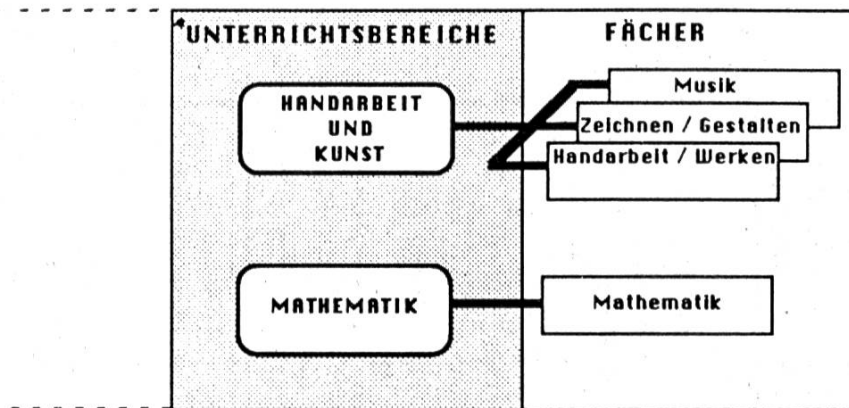 *UNTERRICHTSBEREICHE
FÄCHER
HANDARBEIT
UND
KUNST
Musik
Zeichnen / Gestalten
Handarbeit / Werken
MATHEMATIK
Mathematik